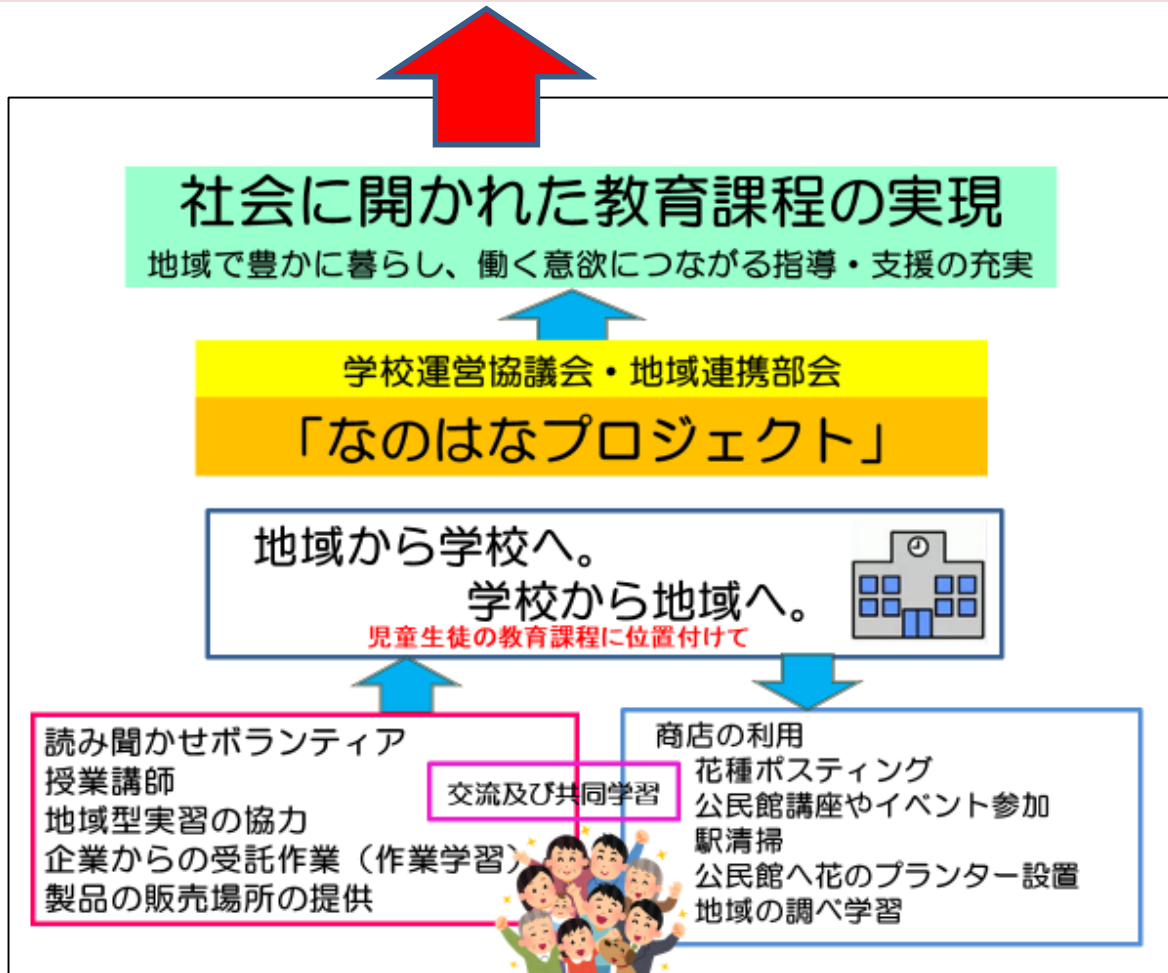 社会に開かれた教育課程の実現
地域で豊かに暮らし、働く意欲につながる指導・支援の充実
学校運営協議会・地域連携部会
「なのはなプロジェクト」
地域から学校へ。
学校から地域へ。
児童生徒の教育課程に位置付けて
読み聞かせボランティア
授業講師
地域型実習の協力
企業からの受託作業(作業学習)
製品の販売場所の提供
交流及び共同学習
商店の利用
花種ポスティング
公民館講座やイベント参加
駅清掃
公民館へ花のプランター設置
地域の調べ学習